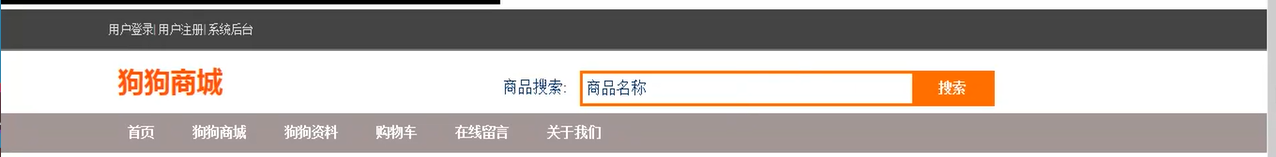 用户登录| 用户注册| 系统后台
狗狗商城
商品搜索: 商品名称 搜索
首页 狗狗商城 狗狗资料 购物车 在线留言 关于我们